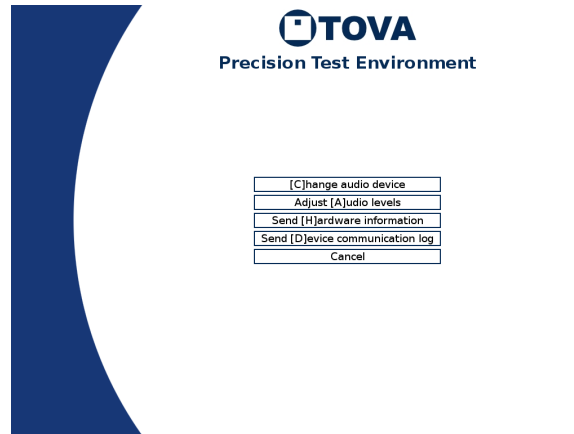 TOVA
Precision Test Environment
[C]hange audio device
Adjust [A]udio levels
Send [H]ardware information
Send [D]evice communication log
Cancel